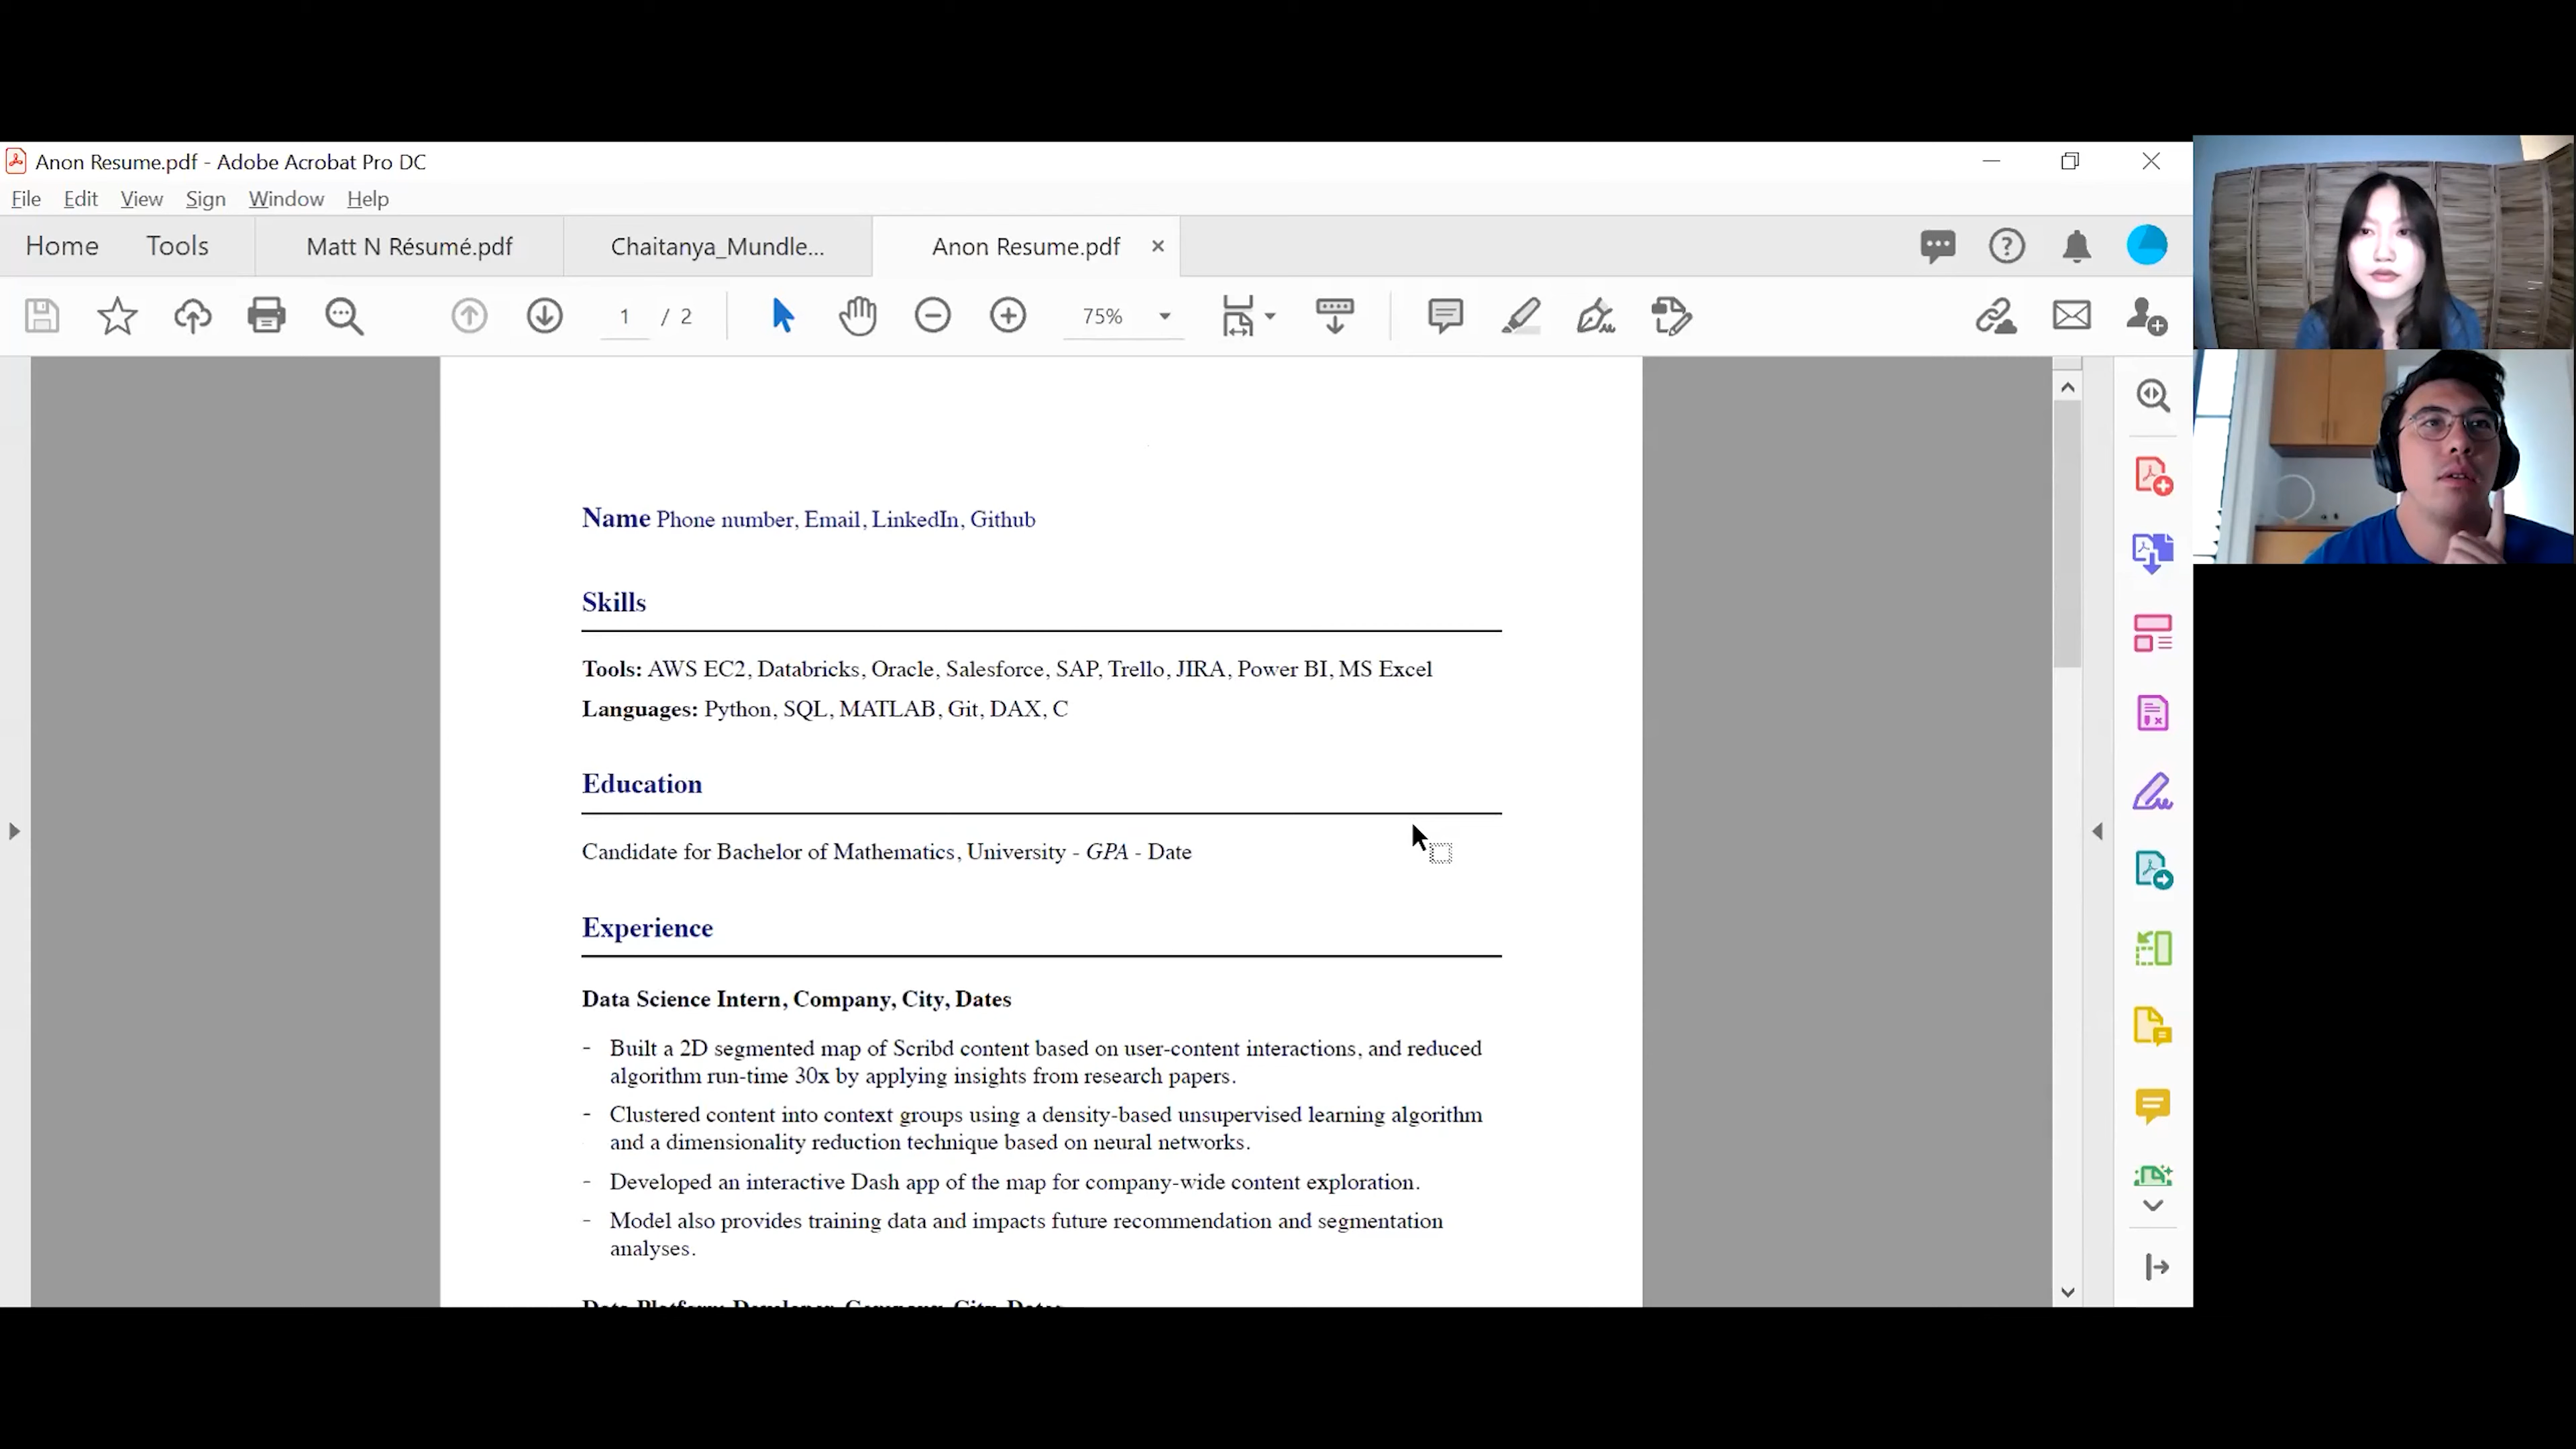 Anon Resume.pdf - Adobe Acrobat Pro DC
File Edit View Sign Window Help
Home Tools Matt N Résumé.pdf Chaitanya_Mundle... Anon Resume.pdf
1 / 2 75%
Name Phone number, Email, LinkedIn, Github
Skills
Tools: AWS EC2, Databricks, Oracle, Salesforce, SAP, Trello, JIRA, Power BI, MS Excel
Languages: Python, SQL, MATLAB, Git, DAX, C
Education
Candidate for Bachelor of Mathematics, University - GPA - Date
Experience
Data Science Intern, Company, City, Dates
- Built a 2D segmented map of Scribd content based on user-content interactions, and reduced
algorithm run-time 30x by applying insights from research papers.
- Clustered content into context groups using a density-based unsupervised learning algorithm
and a dimensionality reduction technique based on neural networks.
- Developed an interactive Dash app of the map for company-wide content exploration.
- Model also provides training data and impacts future recommendation and segmentation
analyses.
Data Platform Developer, Company, City, Dates